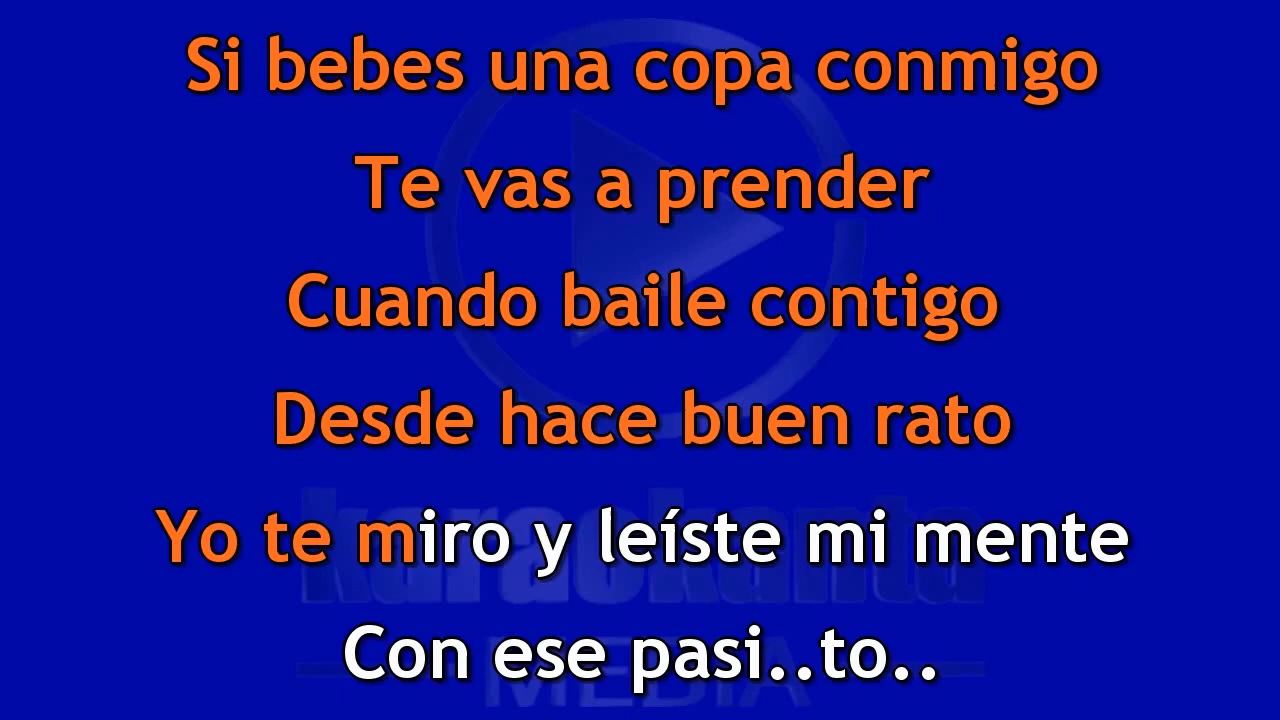 Si bebes una copa conmigo
Te vas a prender
Cuando baile contigo
Desde hace buen rato
Yo te miro y leíste mi mente
Con ese pasi..to..
karaokanta
MEDIA